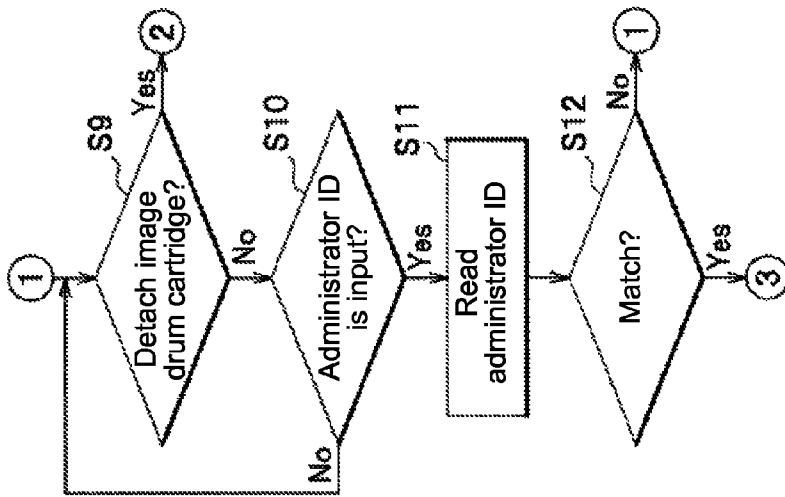 1
S9
Detach image
drum cartridge?
Yes
2
No
S10
Administrator ID
is input?
No
Yes
S11
Read
administrator ID
S12
Match?
No
1
Yes
3